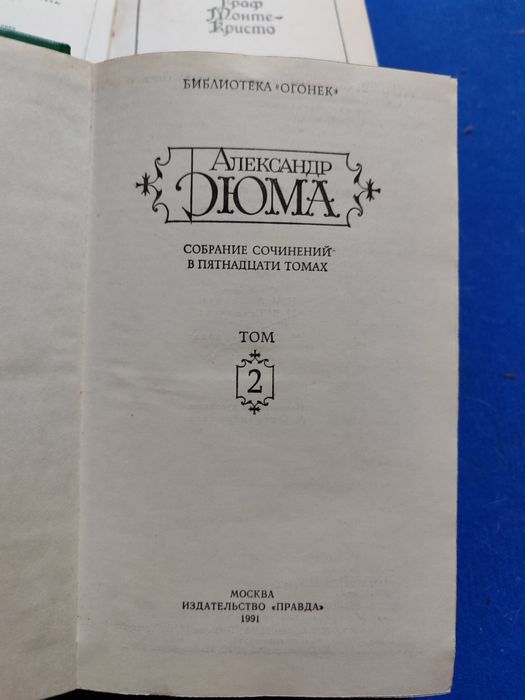 Граф
Монте-
Кристо
БИБЛИОТЕКА «ОГОНЕК»
АЛЕКСАНДР
ДЮМА
СОБРАНИЕ СОЧИНЕНИЙ
В ПЯТНАДЦАТИ ТОМАХ
ТОМ
2
МОСКВА
ИЗДАТЕЛЬСТВО «ПРАВДА»
1991